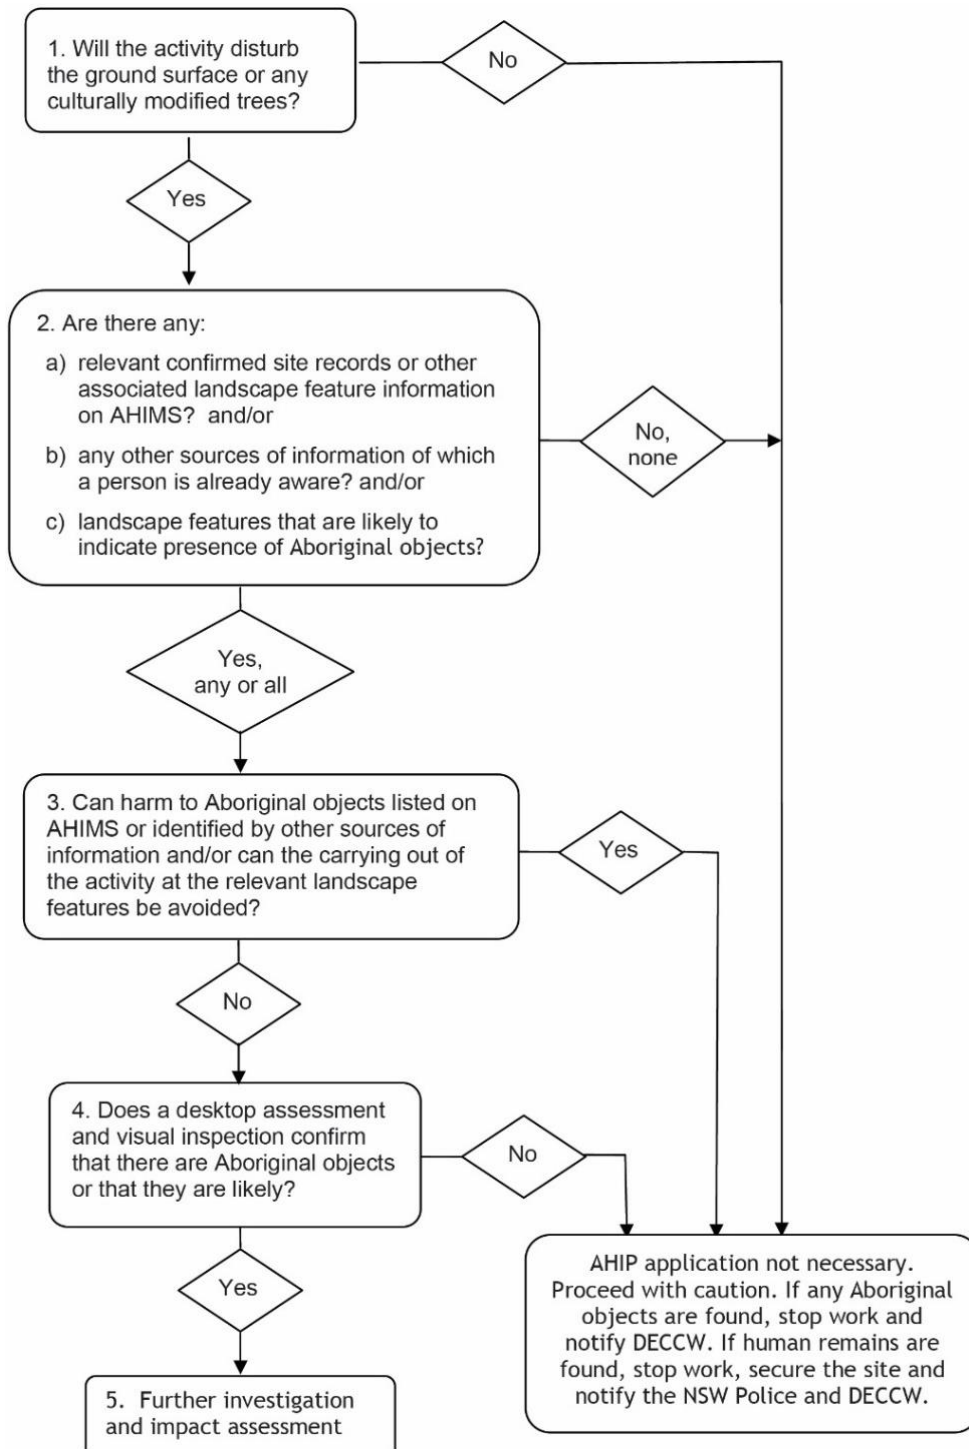 1. Will the activity disturb
the ground surface or any
culturally modified trees?
No
Yes
2. Are there any:
a) relevant confirmed site records or other
associated landscape feature information
on AHIMS? and/or
b) any other sources of information of which
a person is already aware? and/or
c) landscape features that are likely to
indicate presence of Aboriginal objects?
No,
none
Yes,
any or all
3. Can harm to Aboriginal objects listed on
AHIMS or identified by other sources of
information and/or can the carrying out of
the activity at the relevant landscape
features be avoided?
Yes
No
4. Does a desktop assessment
and visual inspection confirm
that there are Aboriginal objects
or that they are likely?
No
Yes
AHIP application not necessary.
Proceed with caution. If any Aboriginal
objects are found, stop work and
notify DECCW. If human remains are
found, stop work, secure the site and
notify the NSW Police and DECCW.
5. Further investigation
and impact assessment